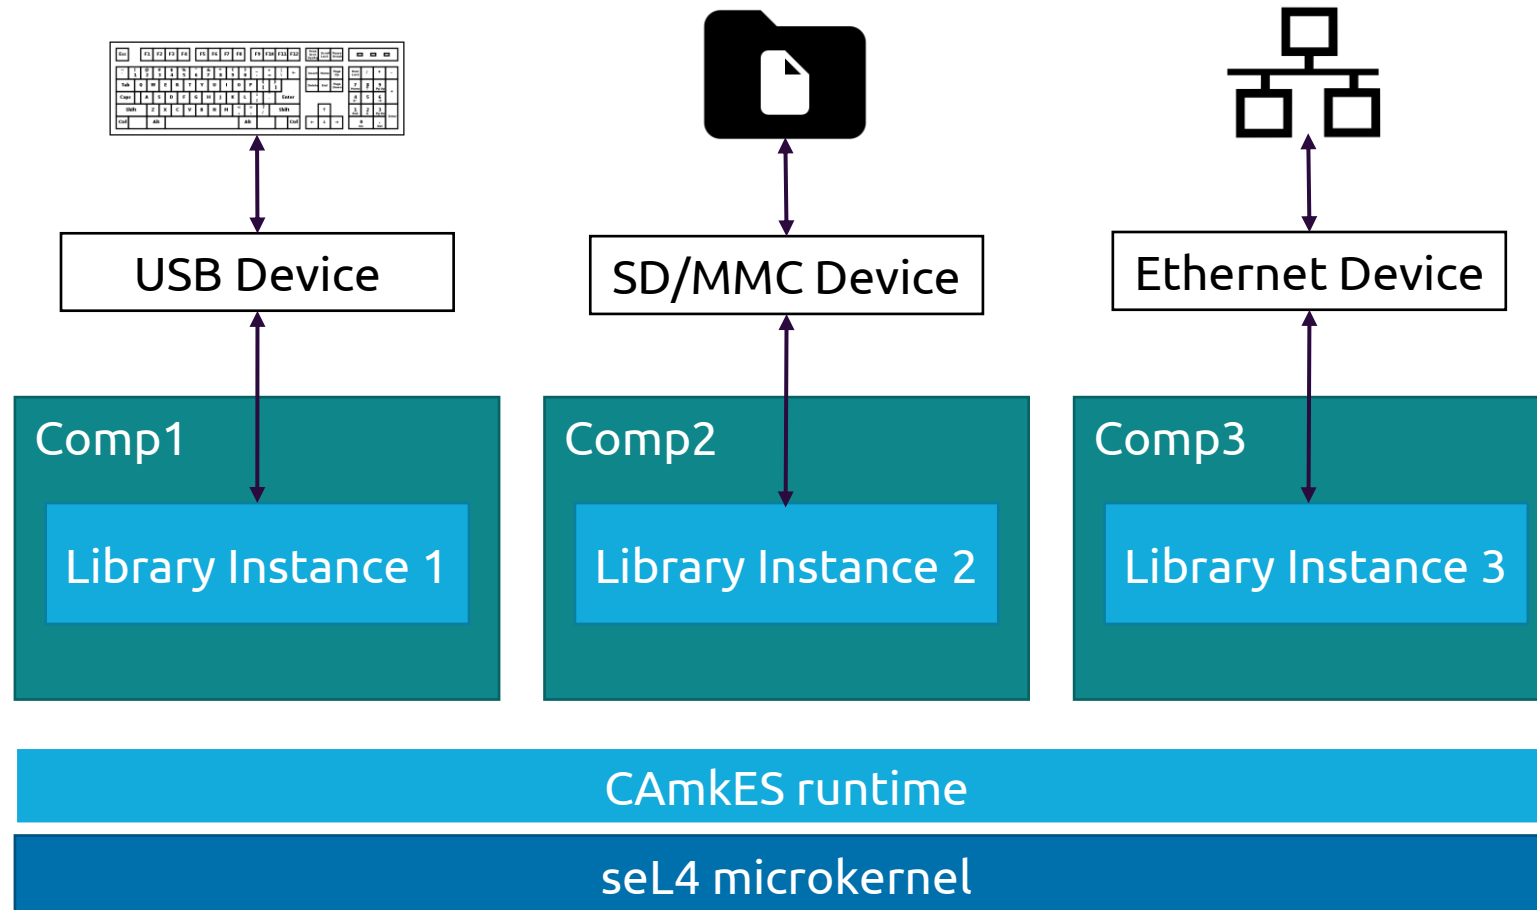 USB Device
SD/MMC Device
Ethernet Device
Comp1
Comp2
Comp3
Library Instance 1
Library Instance 2
Library Instance 3
CAmkES runtime
seL4 microkernel